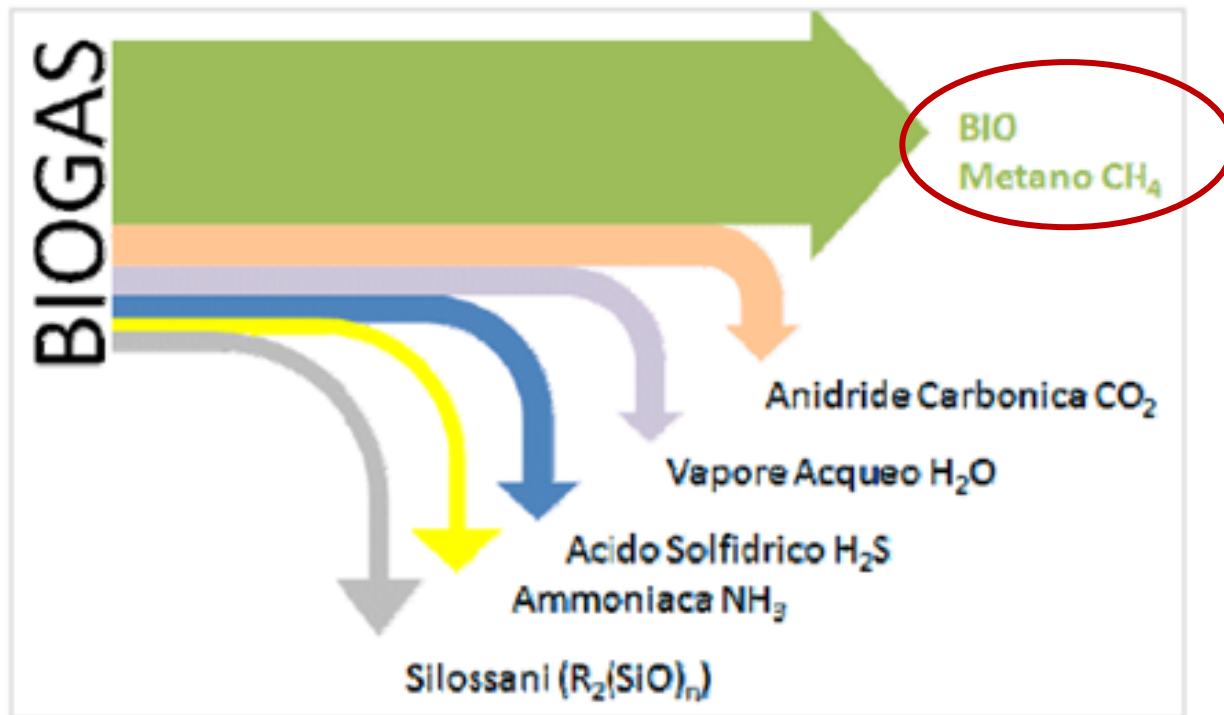 BIOGAS
BIO
Metano CH₄
Anidride Carbonica CO₂
Vapore Acqueo H₂O
Acido Solfidrico H₂S
Ammoniaca NH₃
Silossani (R₂(SiO)ₙ)